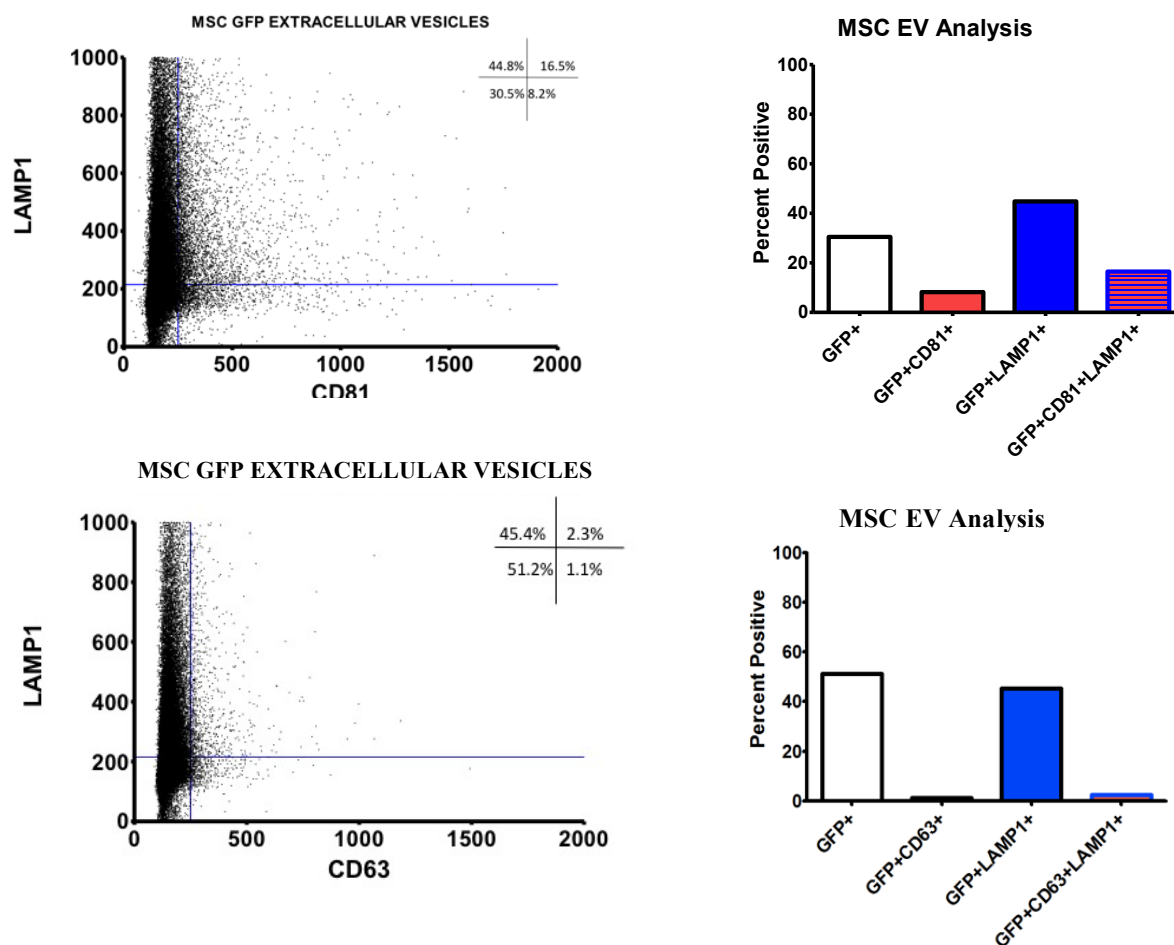 MSC GFP EXTRACELLULAR VESICLES
1000
800
600
400
200
0
LAMP1
0 500 1000 1500 2000
CD81
44.8% 16.5%
30.5% 8.2%
MSC EV Analysis
100
80
60
40
20
0
Percent Positive
GFP+
GFP+CD81+
GFP+LAMP1+
GFP+CD81+LAMP1+
MSC GFP EXTRACELLULAR VESICLES
1000
800
600
400
200
0
LAMP1
0 500 1000 1500 2000
CD63
45.4% 2.3%
51.2% 1.1%
MSC EV Analysis
100
80
60
40
20
0
Percent Positive
GFP+
GFP+CD63+
GFP+LAMP1+
GFP+CD63+LAMP1+